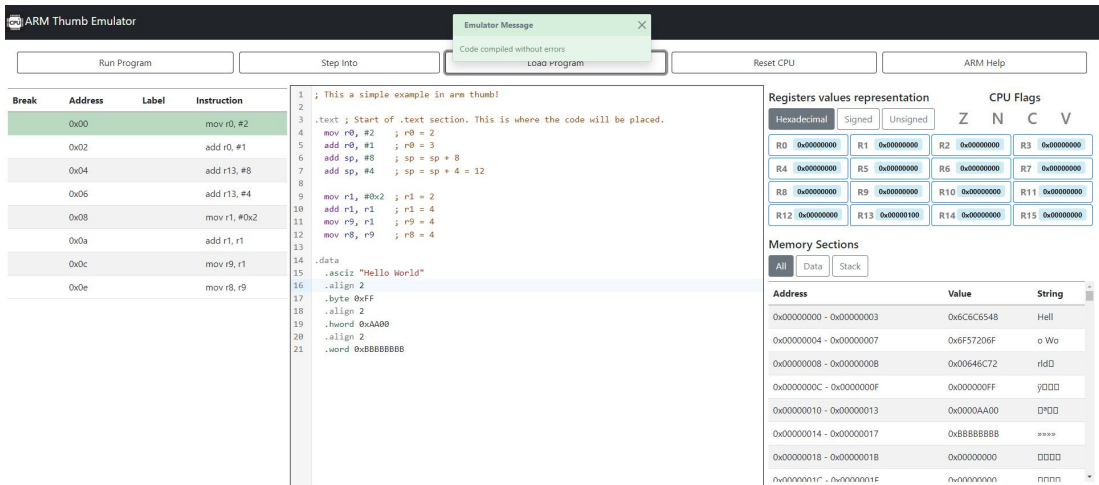 CPU ARM Thumb Emulator
Emulator Message
Code compiled without errors
Run Program Step Into Load Program Reset CPU ARM Help
Break Address Label Instruction
0x00 mov r0, #2
0x02 add r0, #1
0x04 add r13, #8
0x06 add r13, #4
0x08 mov r1, #0x2
0x0a add r1, r1
0x0c mov r9, r1
0x0e mov r8, r9
1 ; This a simple example in arm thumb!
2
3 .text ; Start of .text section. This is where the code will be placed.
4 mov r0, #2 ; r0 = 2
5 add r0, #1 ; r0 = 3
6 add sp, #8 ; sp = sp + 8
7 add sp, #4 ; sp = sp + 4 = 12
8
9 mov r1, #0x2 ; r1 = 2
10 add r1, r1 ; r1 = 4
11 mov r9, r1 ; r9 = 4
12 mov r8, r9 ; r8 = 4
13
14 .data
15 .asciz "Hello World"
16 .align 2
17 .byte 0xFF
18 .align 2
19 .hword 0xAA00
20 .align 2
21 .word 0xBBBBBBBB
Registers values representation CPU Flags
Hexadecimal Signed Unsigned Z N C V
R0 0x00000000 R1 0x00000000 R2 0x00000000 R3 0x00000000
R4 0x00000000 R5 0x00000000 R6 0x00000000 R7 0x00000000
R8 0x00000000 R9 0x00000000 R10 0x00000000 R11 0x00000000
R12 0x00000000 R13 0x00000100 R14 0x00000000 R15 0x00000000
Memory Sections
All Data Stack
Address Value String
0x00000000 - 0x00000003 0x6C6C6548 Hell
0x00000004 - 0x00000007 0x6F57206F o Wo
0x00000008 - 0x0000000B 0x00646C72 rld□
0x0000000C - 0x0000000F 0x000000FF ÿ□□□
0x00000010 - 0x00000013 0x0000AA00 □ª□□
0x00000014 - 0x00000017 0xBBBBBBBB »»»»
0x00000018 - 0x0000001B 0x00000000 □□□□
0x0000001C - 0x0000001F 0x00000000 □□□□